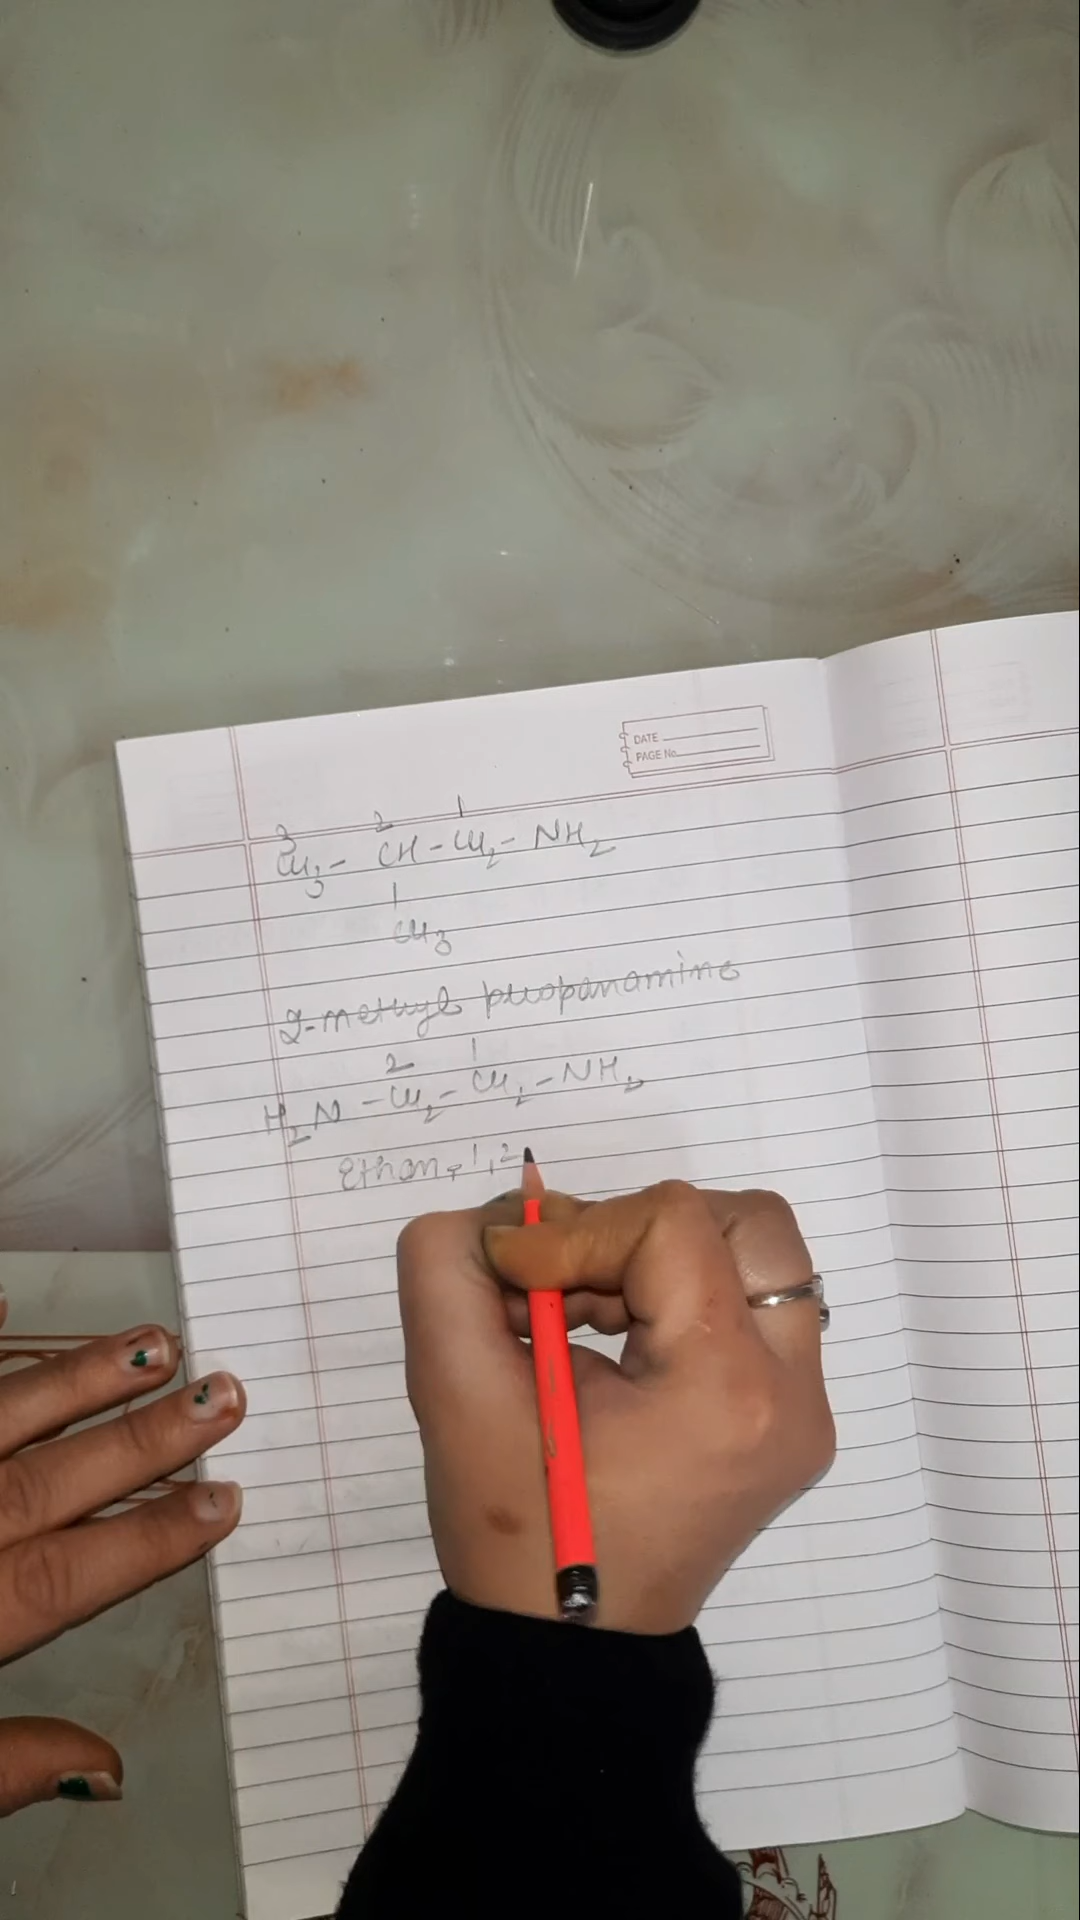 DATE
PAGE No.
3 2 1
CH3 - CH - CH2 - NH2
|
CH3
2-methyl propanamine
2 1
H2N - CH2 - CH2 - NH2
Ethan-1,2